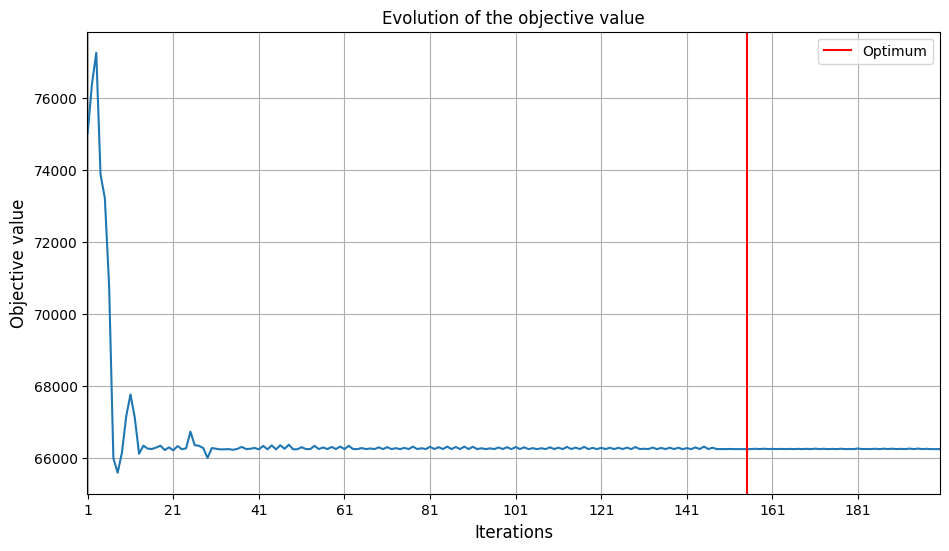 Evolution of the objective value
Optimum
Objective value
76000
74000
72000
70000
68000
66000
1 21 41 61 81 101 121 141 161 181
Iterations